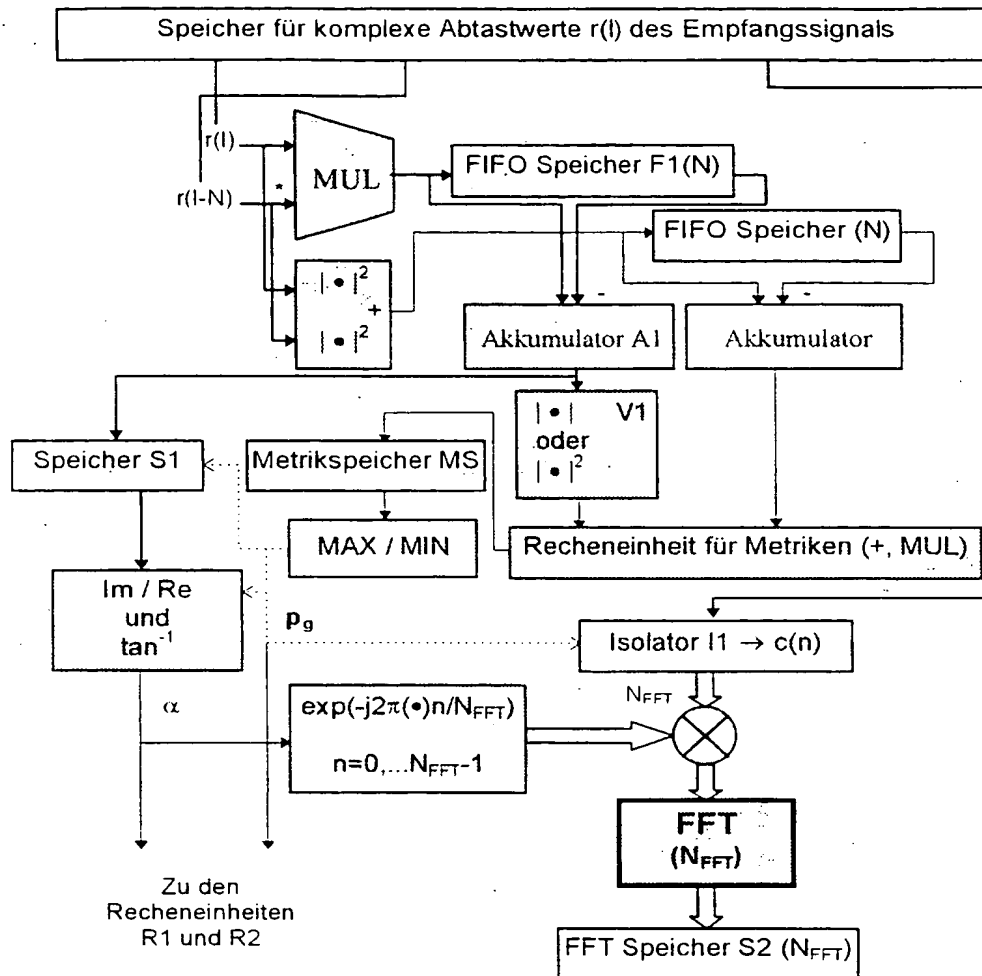 Speicher für komplexe Abtastwerte r(l) des Empfangssignals
r(l)
r(l-N)
*
MUL
FIFO Speicher F1(N)
FIFO Speicher (N)
| • |²
+
| • |²
-
-
Akkumulator A1
Akkumulator
| • | V1
oder
| • |²
Speicher S1
Metrikspeicher MS
MAX / MIN
Recheneinheit für Metriken (+, MUL)
Im / Re
und
tan⁻¹
p_g
Isolator I1 → c(n)
α
N_FFT
exp(-j2π(•)n/N_FFT)
n=0,...N_FFT-1
FFT
(N_FFT)
Zu den
Recheneinheiten
R1 und R2
FFT Speicher S2 (N_FFT)